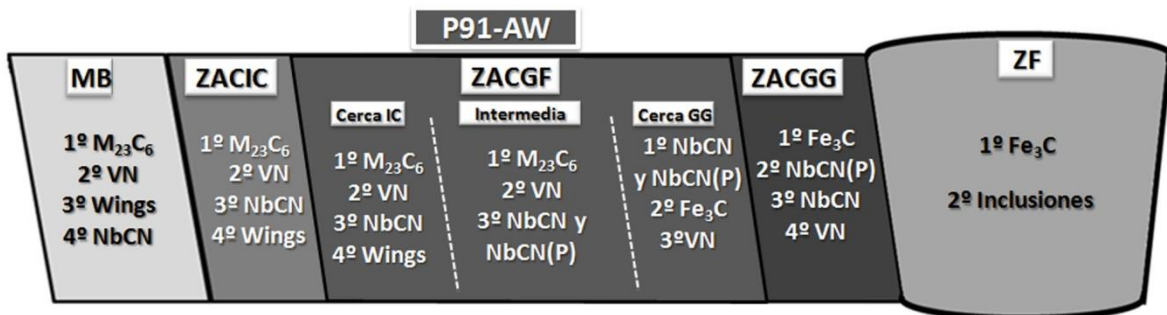 P91-AW
MB
1º M₂₃C₆
2º VN
3º Wings
4º NbCN
ZACIC
1º M₂₃C₆
2º VN
3º NbCN
4º Wings
ZACGF
Cerca IC
1º M₂₃C₆
2º VN
3º NbCN
4º Wings
Intermedia
1º M₂₃C₆
2º VN
3º NbCN y
NbCN(P)
Cerca GG
1º NbCN
y NbCN(P)
2º Fe₃C
3ºVN
ZACGG
1º Fe₃C
2º NbCN(P)
3º NbCN
4º VN
ZF
1º Fe₃C
2º Inclusiones